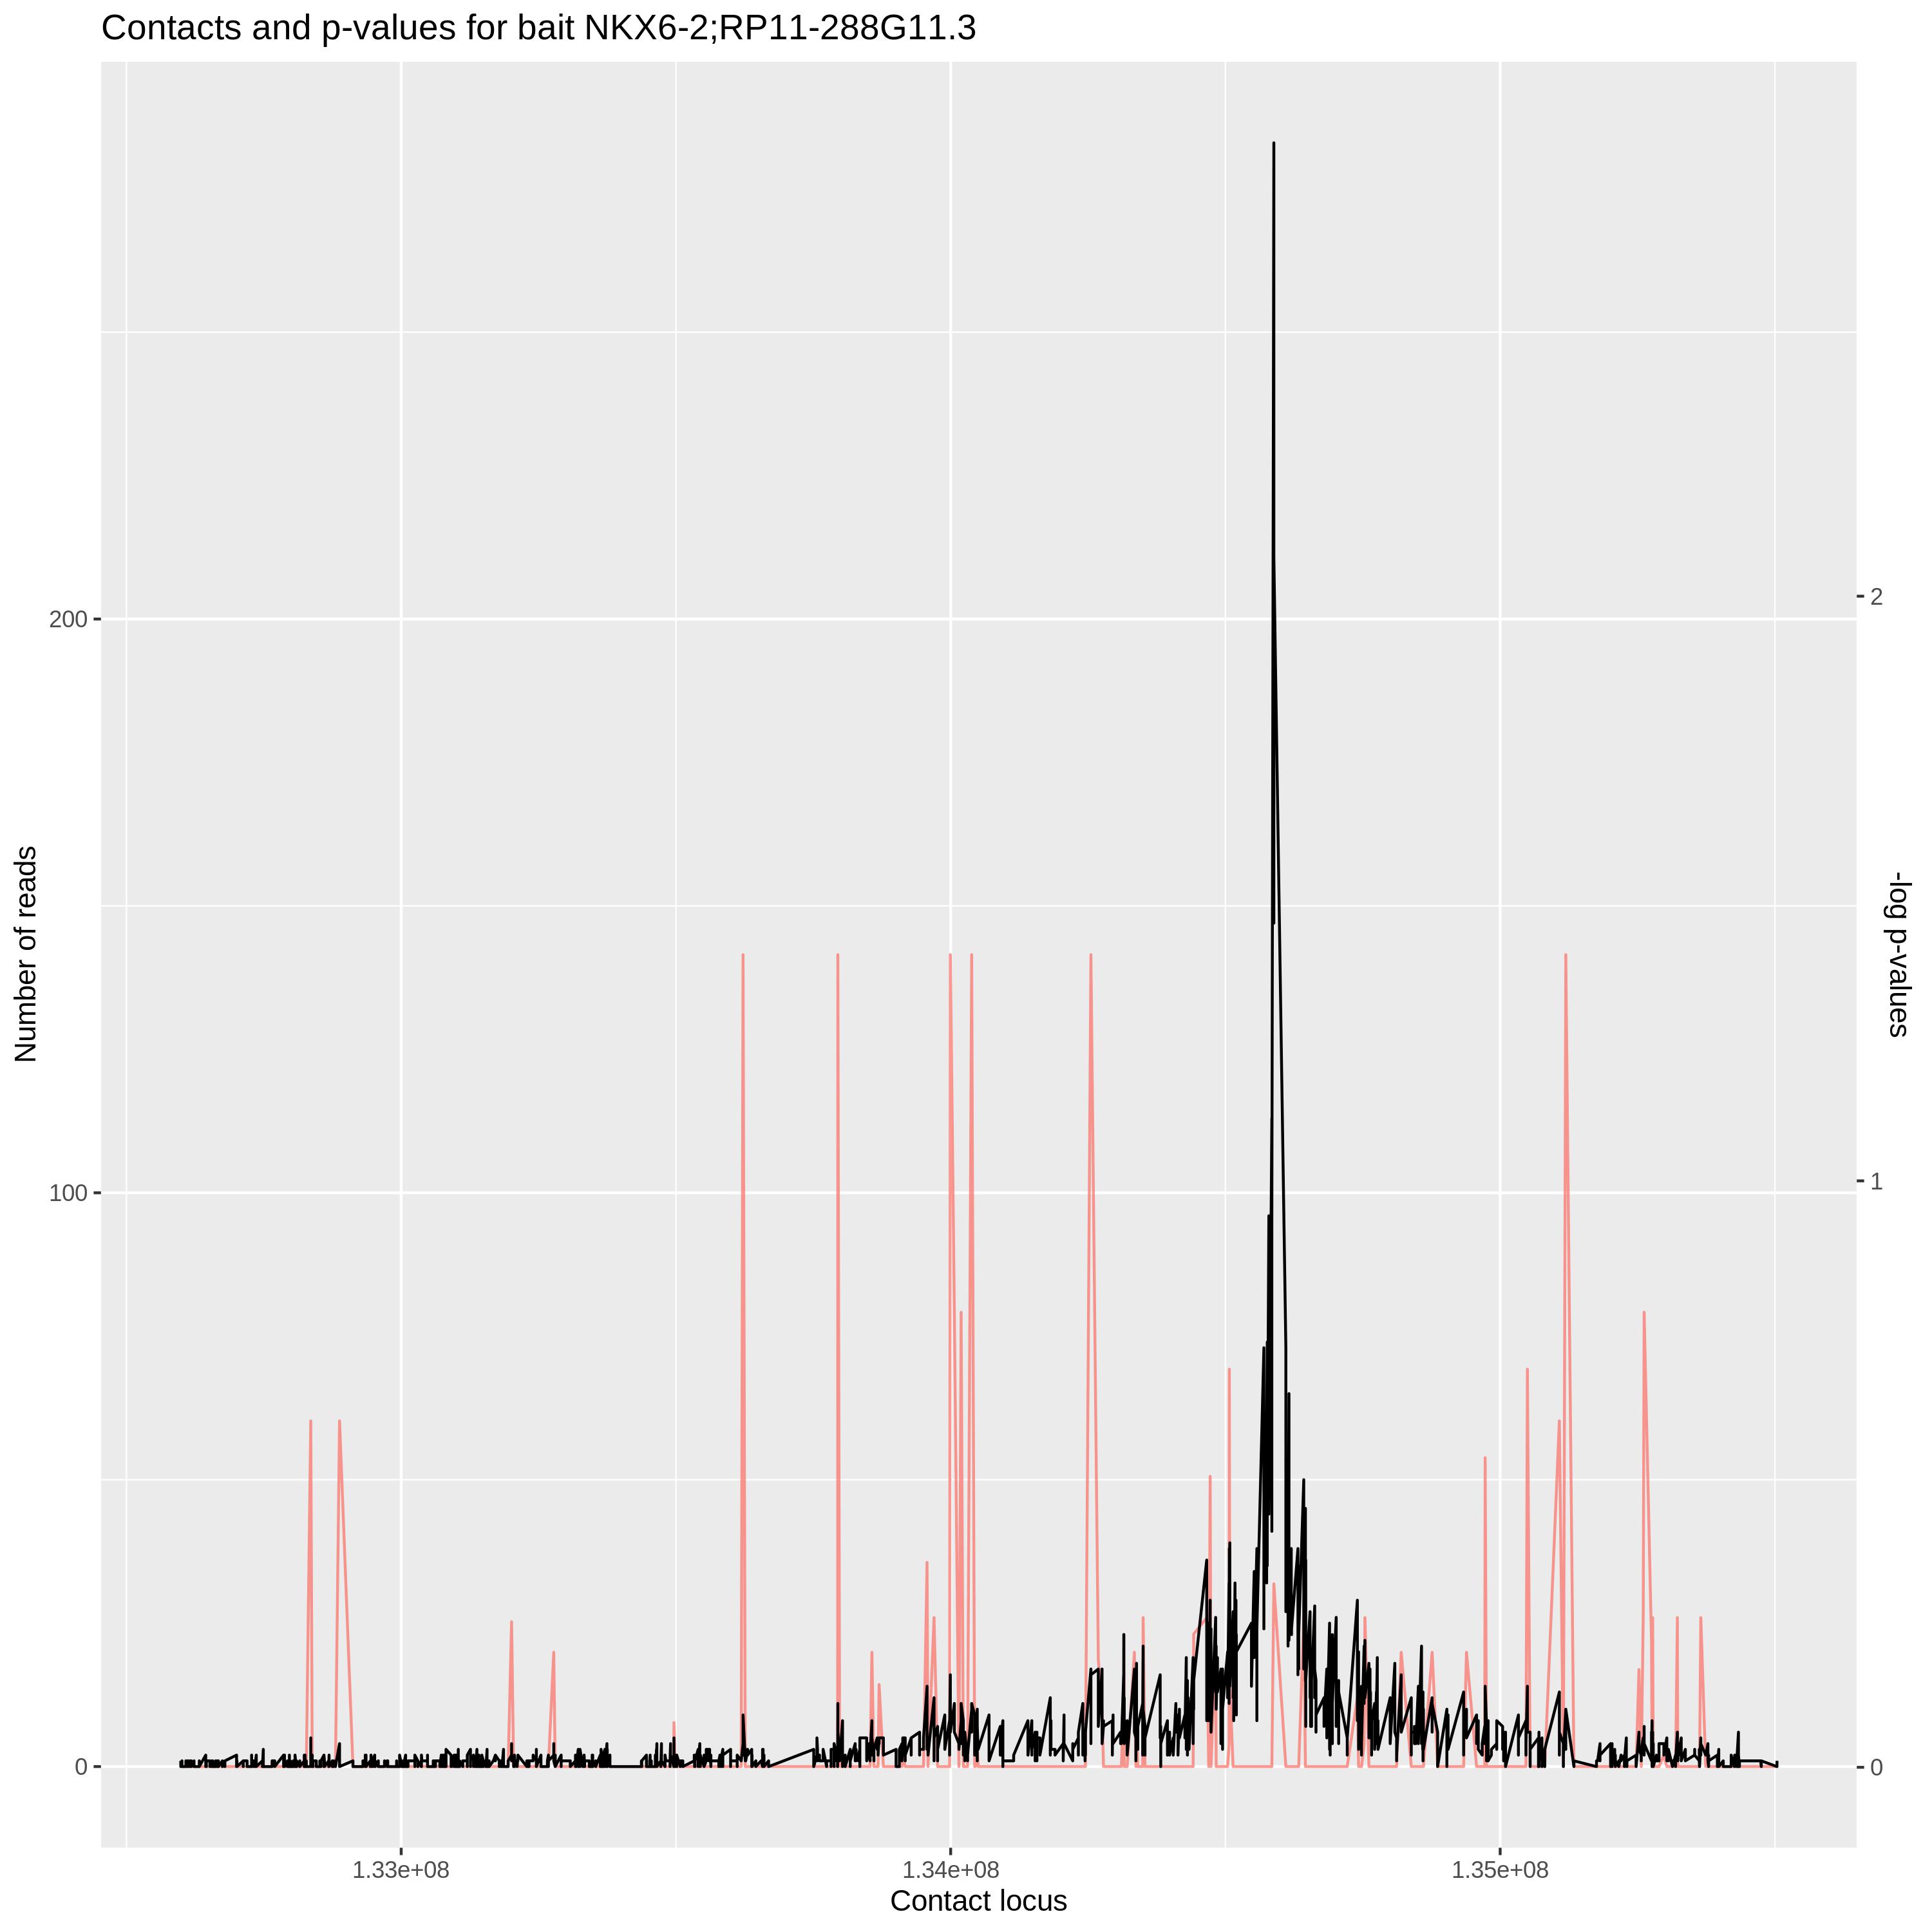 Contacts and p-values for bait NKX6-2;RP11-288G11.3
Number of reads
200
100
0
2
1
0
-log p-values
1.33e+08
1.34e+08
1.35e+08
Contact locus